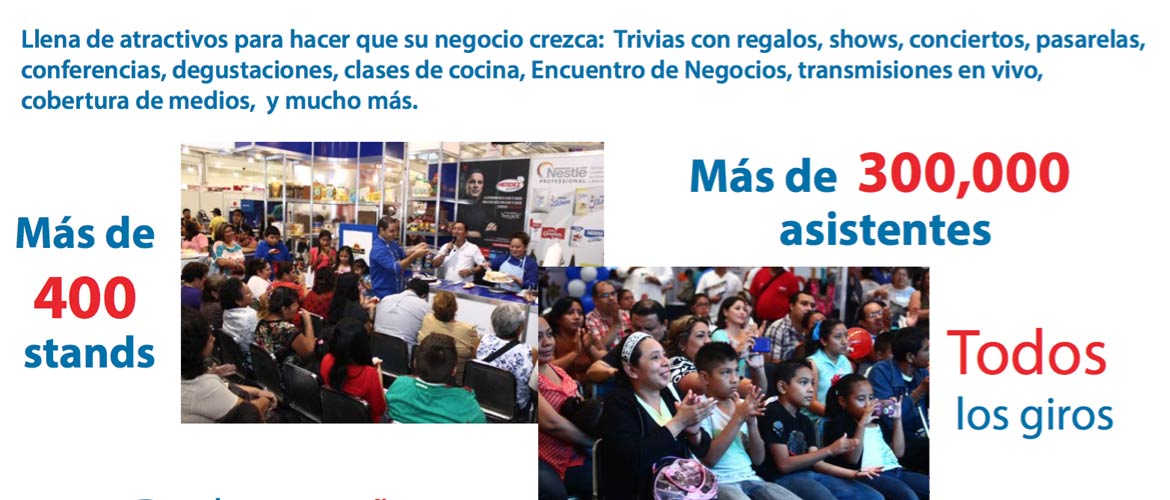 Llena de atractivos para hacer que su negocio crezca: Trivias con regalos, shows, conciertos, pasarelas,
conferencias, degustaciones, clases de cocina, Encuentro de Negocios, transmisiones en vivo,
cobertura de medios, y mucho más.
Más de
400
stands
Nestlé
PROFESSIONAL
Más de 300,000
asistentes
Todos
los giros